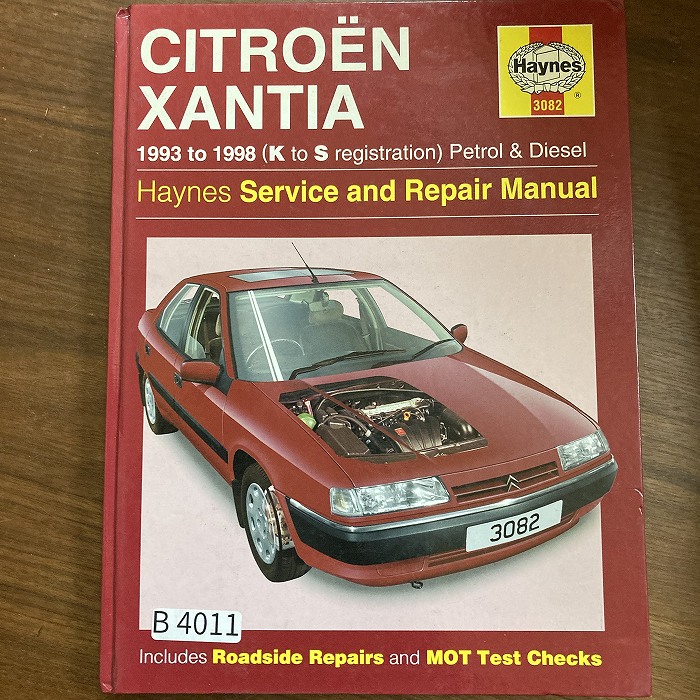 CITROËN
XANTIA
Haynes
®
3082
1993 to 1998 (K to S registration) Petrol & Diesel
Haynes Service and Repair Manual
3082
B 4011
Includes Roadside Repairs and MOT Test Checks